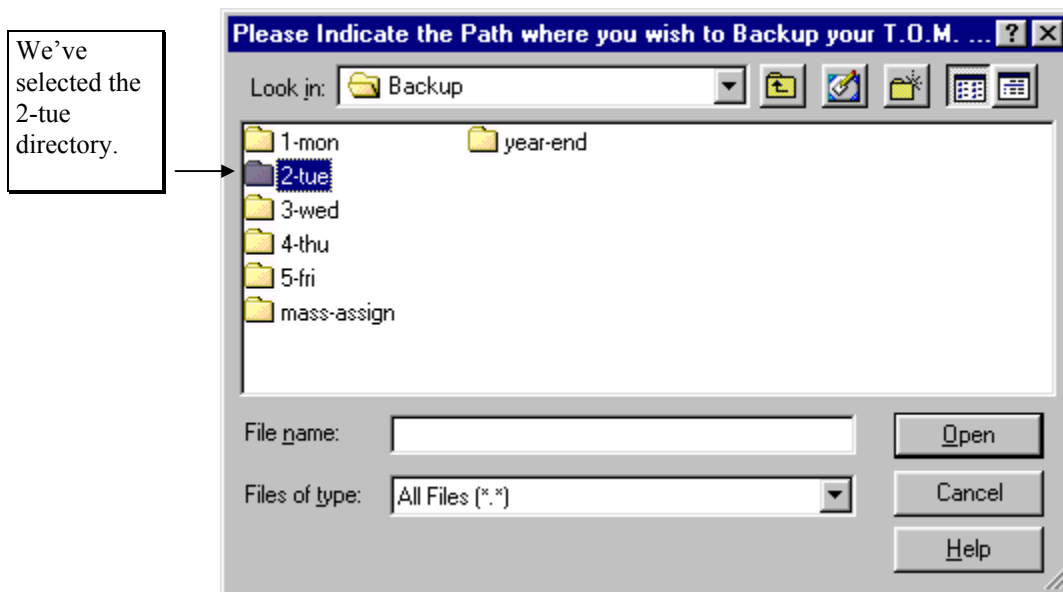 We’ve
selected the
2-tue
directory.
Please Indicate the Path where you wish to Backup your T.O.M. ...
Look in: Backup
1-mon year-end
2-tue
3-wed
4-thu
5-fri
mass-assign
File name: Open
Files of type: All Files (*.*) Cancel
Help